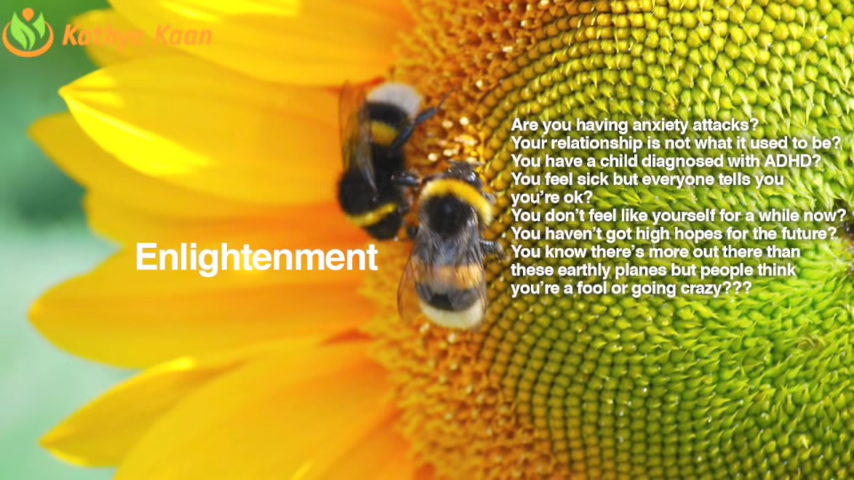 Kathye Kaan
Enlightenment
Are you having anxiety attacks?
Your relationship is not what it used to be?
You have a child diagnosed with ADHD?
You feel sick but everyone tells you
you're ok?
You don't feel like yourself for a while now?
You haven't got high hopes for the future?
You know there's more out there than
these earthly planes but people think
you're a fool or going crazy???